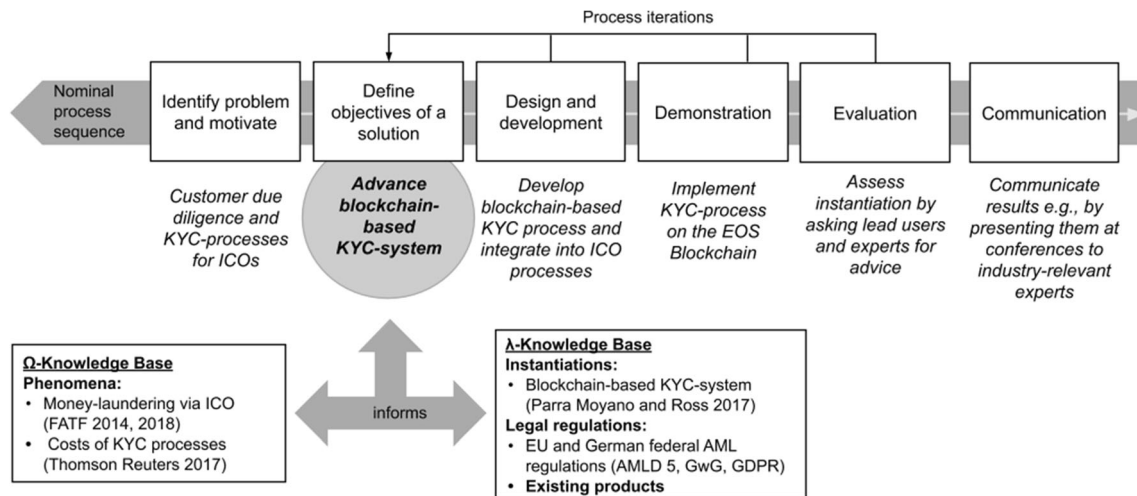 Process iterations
Nominal
process
sequence
Identify problem
and motivate
Define
objectives of a
solution
Design and
development
Demonstration
Evaluation
Communication
Customer due
diligence and
KYC-processes
for ICOs
Advance
blockchain-
based
KYC-system
Develop
blockchain-based
KYC process and
integrate into ICO
processes
Implement
KYC-process
on the EOS
Blockchain
Assess
instantiation by
asking lead users
and experts for
advice
Communicate
results e.g., by
presenting them at
conferences to
industry-relevant
experts
Ω-Knowledge Base
Phenomena:
• Money-laundering via ICO
(FATF 2014, 2018)
• Costs of KYC processes
(Thomson Reuters 2017)
informs
λ-Knowledge Base
Instantiations:
• Blockchain-based KYC-system
(Parra Moyano and Ross 2017)
Legal regulations:
• EU and German federal AML
regulations (AMLD 5, GwG, GDPR)
• Existing products